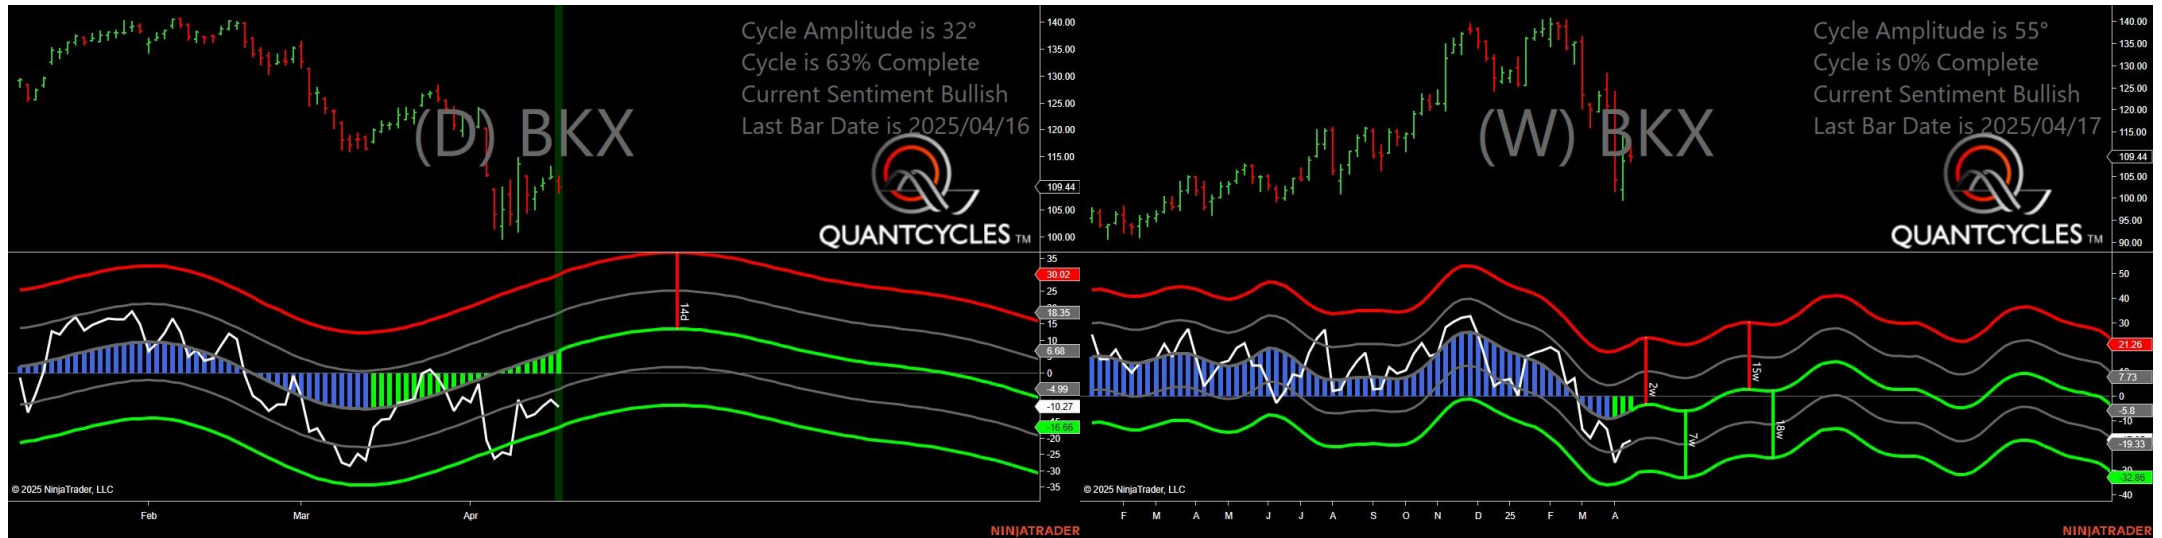 Cycle Amplitude is 32°
Cycle is 63% Complete
Current Sentiment Bullish
Last Bar Date is 2025/04/16
(D) BKX
QUANTCYCLES TM
140.00
135.00
130.00
125.00
120.00
115.00
109.44
105.00
100.00
35
30.02
25
18.35
15
10
6.68
0
-4.99
-10.27
-16.66
-20
-25
-30
-35
14d
© 2025 NinjaTrader, LLC
Feb
Mar
Apr
NINJATRADER
Cycle Amplitude is 55°
Cycle is 0% Complete
Current Sentiment Bullish
Last Bar Date is 2025/04/17
(W) BKX
QUANTCYCLES TM
140.00
135.00
130.00
125.00
120.00
115.00
109.44
105.00
100.00
95.00
90.00
50
40
30
21.26
7.73
0
-5.8
-10
-19.33
-32.86
-40
2w
7w
15w
18w
© 2025 NinjaTrader, LLC
F M A M J J A S O N D 25 F M A
NINJATRADER